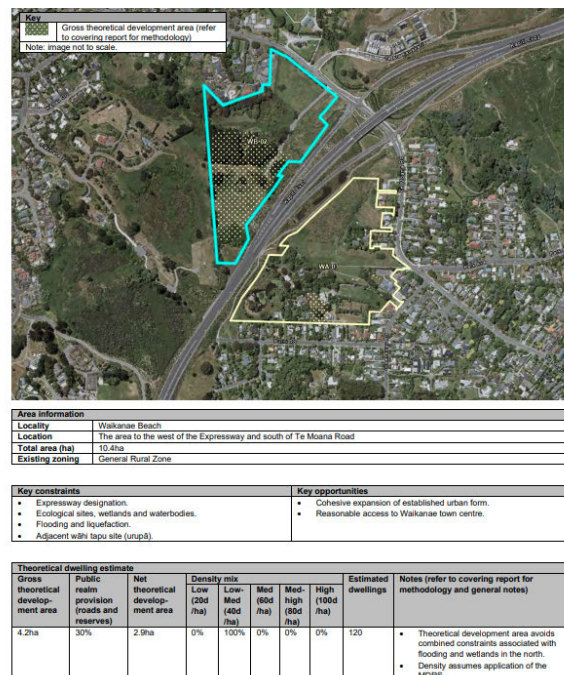 Key
Gross theoretical development area (refer
to covering report for methodology)
Note: image not to scale.
Area information
Locality Waikanae Beach
Location The area to the west of the Expressway and south of Te Moana Road
Total area (ha) 10.4ha
Existing zoning General Rural Zone
Key constraints
• Expressway designation.
• Ecological sites, wetlands and waterbodies.
• Flooding and liquefaction.
• Adjacent wāhi tapu site (urupā).
Key opportunities
• Cohesive expansion of established urban form.
• Reasonable access to Waikanae town centre.
Theoretical dwelling estimate
Gross theoretical develop-ment area
Public realm provision (roads and reserves)
Net theoretical develop-ment area
Density mix
Low (20d /ha)
Low-Med (40d /ha)
Med (60d /ha)
Med-high (80d /ha)
High (100d /ha)
Estimated dwellings
Notes (refer to covering report for methodology and general notes)
4.2ha 30% 2.9ha 0% 100% 0% 0% 0% 120
• Theoretical development area avoids
combined constraints associated with
flooding and wetlands in the north.
• Density assumes application of the